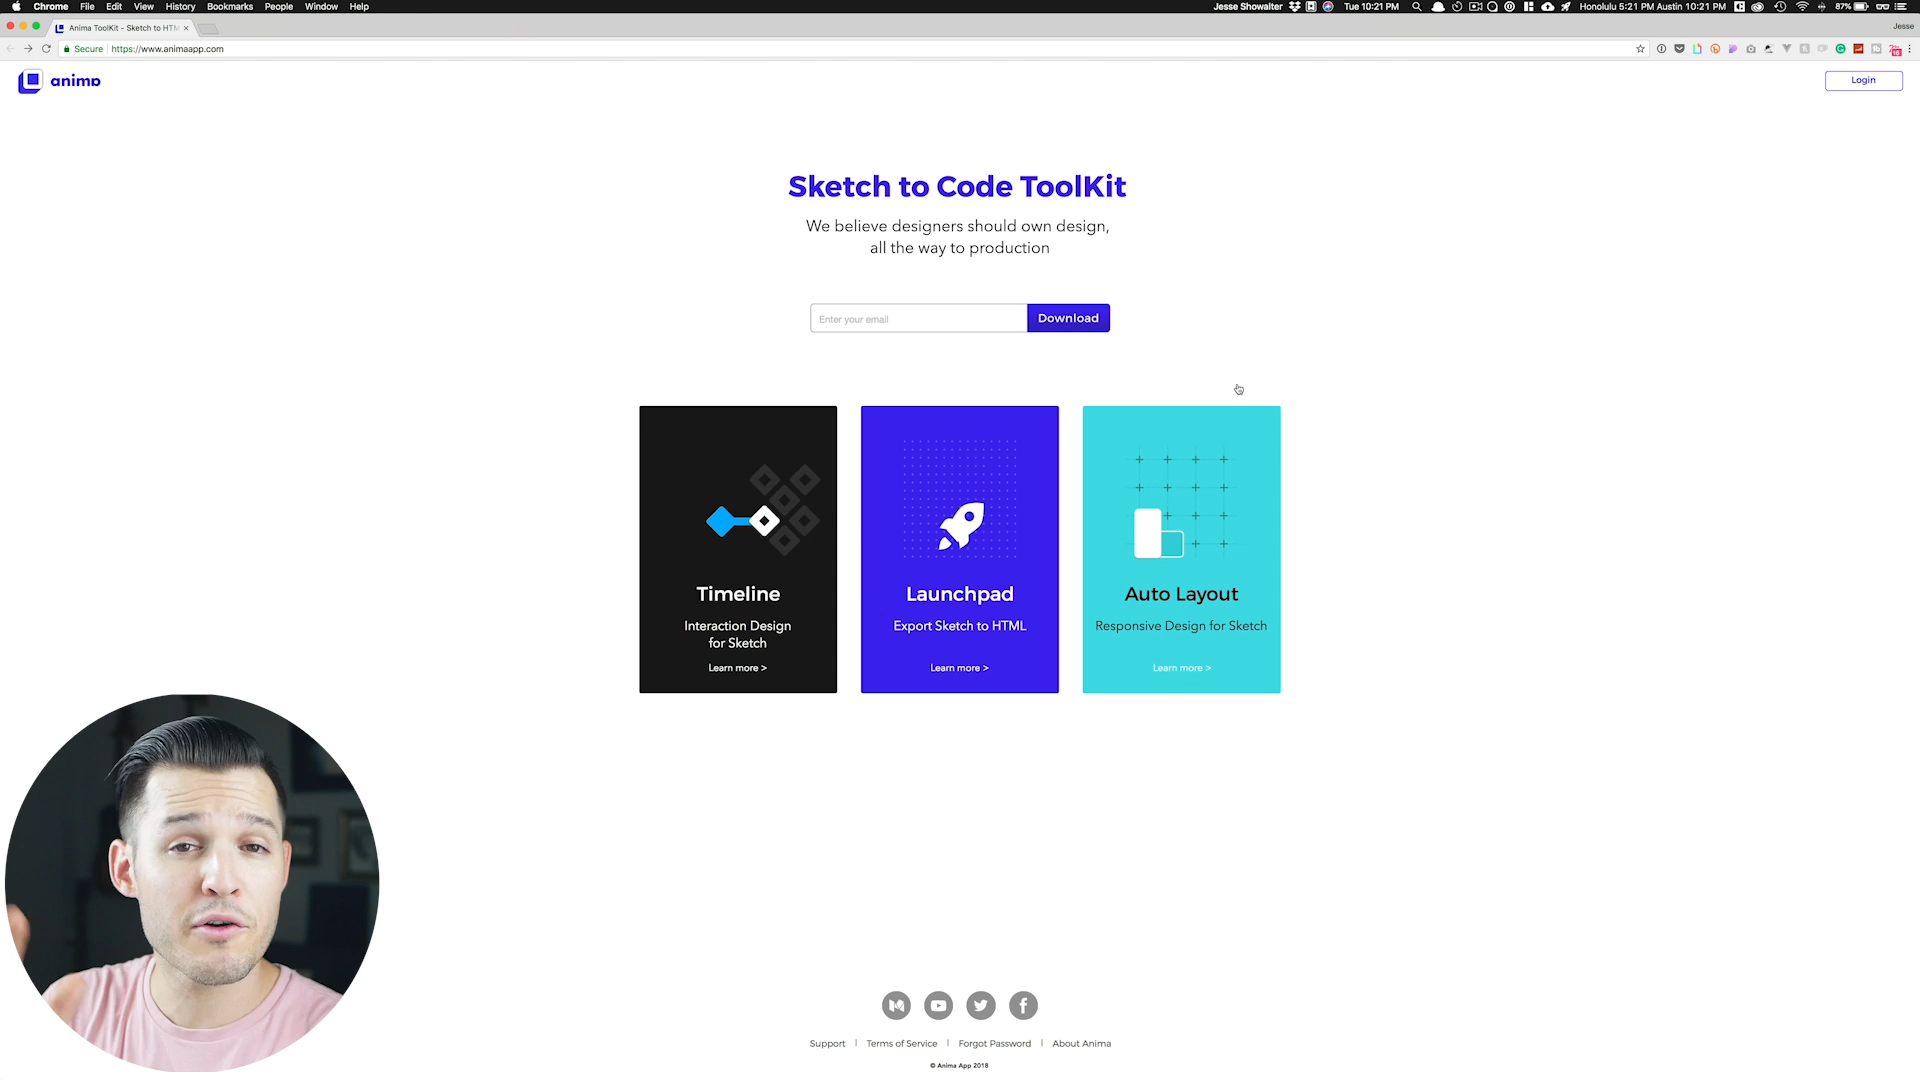 Chrome File Edit View History Bookmarks People Window Help
Jesse Showalter Tue 10:21 PM Honolulu 5:21 PM Austin 10:21 PM 87%
Anima ToolKit - Sketch to HTM
Jesse
Secure https://www.animaapp.com
anima
Login
Sketch to Code ToolKit
We believe designers should own design,
all the way to production
Enter your email
Download
Timeline
Interaction Design
for Sketch
Learn more >
Launchpad
Export Sketch to HTML
Learn more >
Auto Layout
Responsive Design for Sketch
Learn more >
Support | Terms of Service | Forgot Password | About Anima
© Anima App 2018